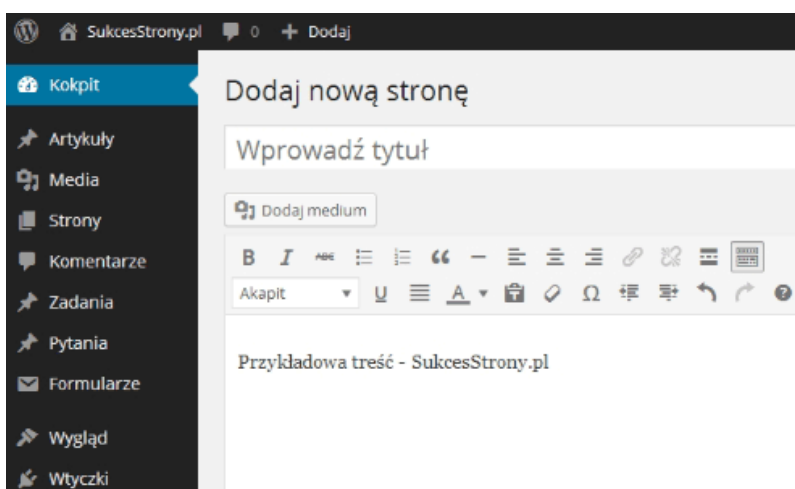 SukcesStrony.pl 0 + Dodaj
Kokpit
Artykuły
Media
Strony
Komentarze
Zadania
Pytania
Formularze
Wygląd
Wtyczki
Dodaj nową stronę
Wprowadź tytuł
Dodaj medium
B I ABC “ —
Akapit U A Ω ?
Przykładowa treść - SukcesStrony.pl